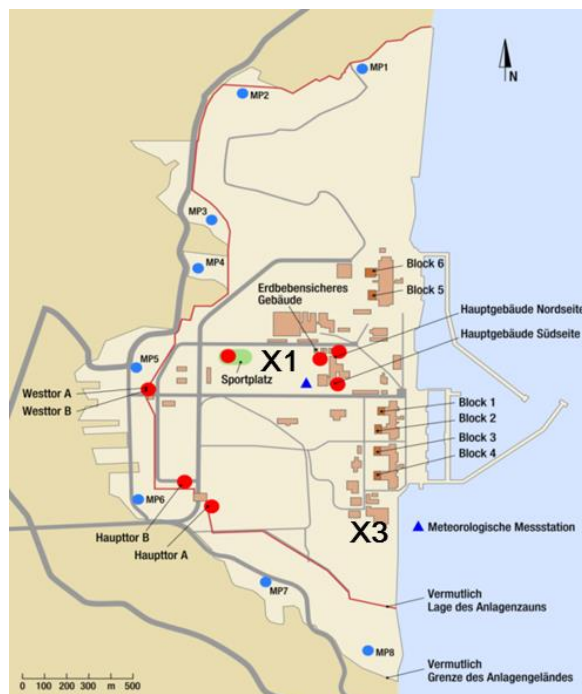 MP1
N
MP2
MP3
MP4
Block 6
Block 5
Erdbebensicheres
Gebäude
Hauptgebäude Nordseite
X1
Hauptgebäude Südseite
MP5
Sportplatz
Westtor A
Westtor B
Block 1
Block 2
Block 3
Block 4
MP6
Haupttor B
Haupttor A
X3
Meteorologische Messstation
MP7
Vermutlich
Lage des Anlagenzauns
MP8
Vermutlich
Grenze des Anlagengeländes
0 100 200 300 m 500